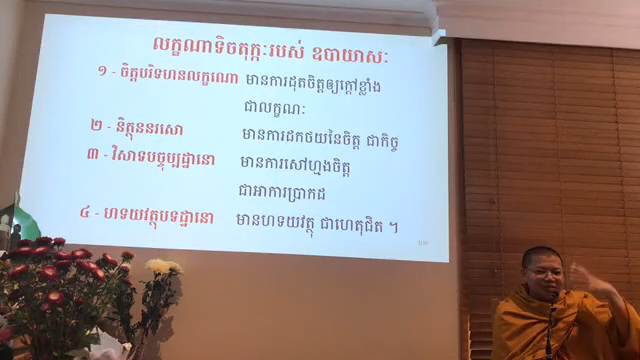 លក្ខណាទិចតុក្កៈរបស់ ឧបាយាសៈ
១ - ចិត្តបរិទហនលក្ខណោ មានការដុតចិត្តឲ្យក្តៅខ្លាំង
ជាលក្ខណៈ
២ - និត្ថុននរសោ មានការដកថយនៃចិត្ត ជាកិច្ច
៣ - វិសាទបច្ចុប្បដ្ឋានោ មានការសៅហ្មងចិត្ត
ជាអាការប្រាកដ
៤ - ហទយវត្ថុបទដ្ឋានោ មានហទយវត្ថុ ជាហេតុជិត ។